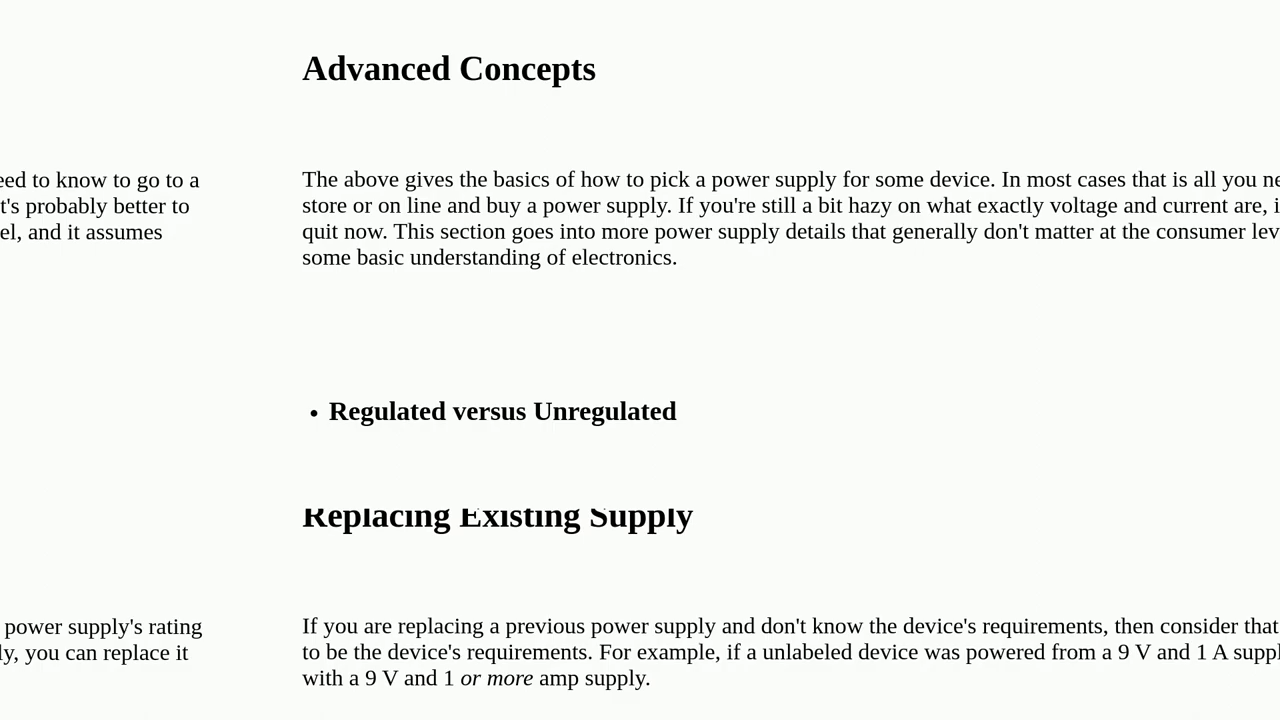 Advanced Concepts
eed to know to go to a
t's probably better to
el, and it assumes
The above gives the basics of how to pick a power supply for some device. In most cases that is all you ne
store or on line and buy a power supply. If you're still a bit hazy on what exactly voltage and current are, i
quit now. This section goes into more power supply details that generally don't matter at the consumer lev
some basic understanding of electronics.
• Regulated versus Unregulated
Replacing Existing Supply
power supply's rating
ly, you can replace it
If you are replacing a previous power supply and don't know the device's requirements, then consider that
to be the device's requirements. For example, if a unlabeled device was powered from a 9 V and 1 A suppl
with a 9 V and 1 or more amp supply.